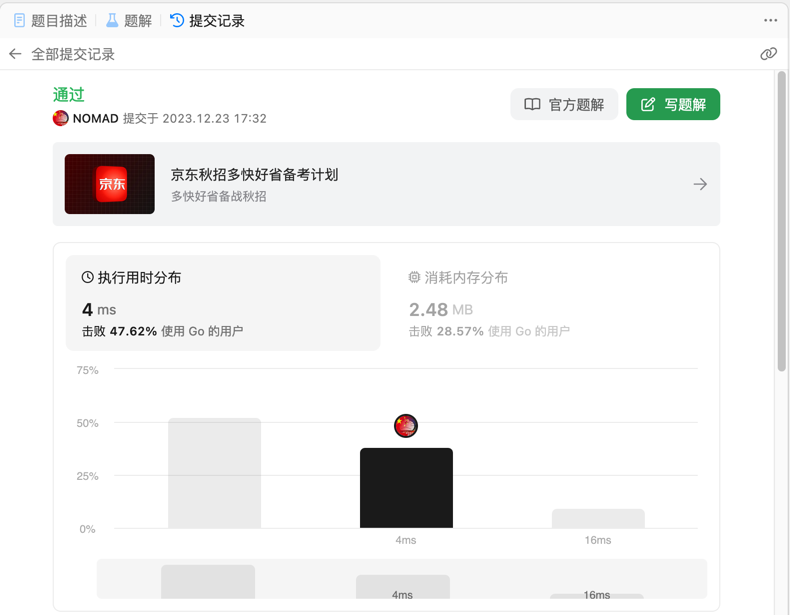 题目描述 题解 提交记录
全部提交记录
通过
NOMAD 提交于 2023.12.23 17:32
官方题解 写题解
京东
京东秋招多快好省备考计划
多快好省备战秋招
执行用时分布
4 ms
击败 47.62% 使用 Go 的用户
消耗内存分布
2.48 MB
击败 28.57% 使用 Go 的用户
75%
50%
25%
0%
4ms 16ms
4ms 16ms